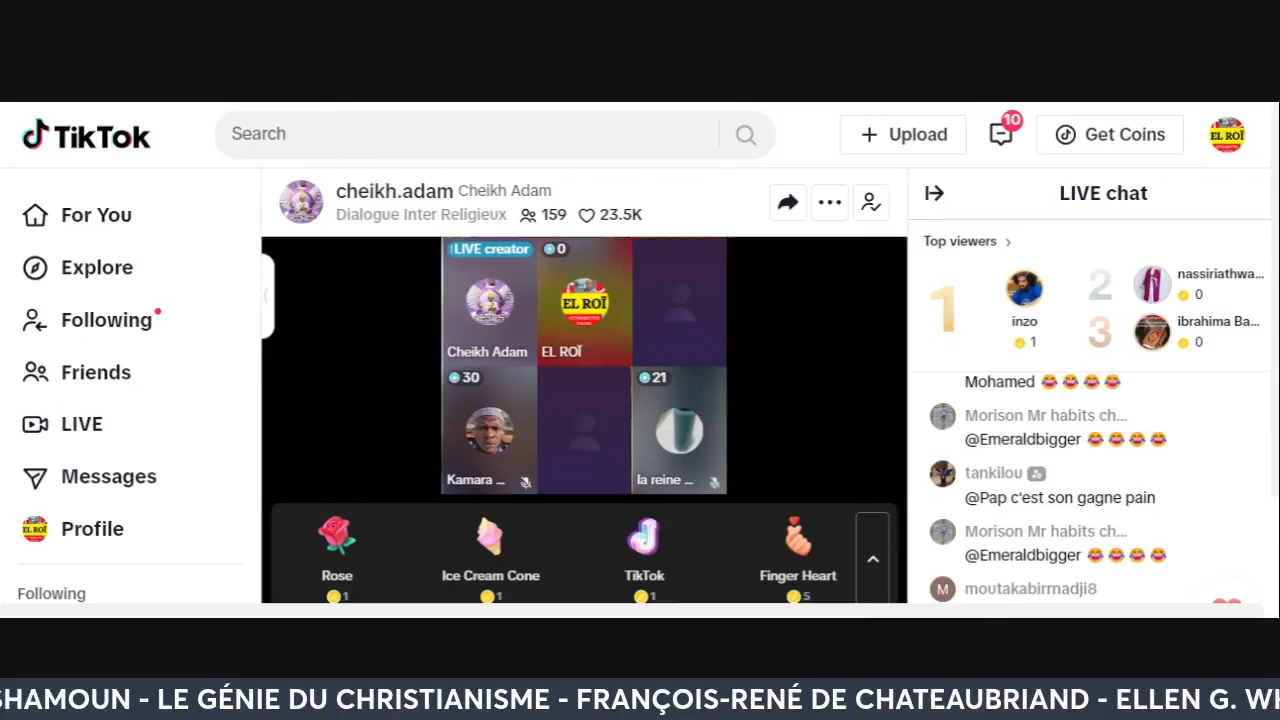 TikTok
Search
Upload
10
Get Coins
EL ROÏ
For You
Explore
Following
Friends
LIVE
Messages
Profile
Following
cheikh.adam Cheikh Adam
Dialogue Inter Religieux 159 23.5K
LIVE creator
0
EL ROÏ
Cheikh Adam
EL ROÏ
30
21
Kamara ...
la reine ...
Rose
Ice Cream Cone
TikTok
Finger Heart
1
1
1
5
LIVE chat
Top viewers
1
inzo
1
2
nassiriathwa...
0
3
ibrahima Ba...
0
Mohamed 😂 😂 😂 😂
Morison Mr habits ch...
@Emeraldbigger 😂 😂 😂 😂
tankilou
@Pap c'est son gagne pain
Morison Mr habits ch...
@Emeraldbigger 😂 😂 😂 😂
M
moutakabirmadji8
SHAMOUN - LE GÉNIE DU CHRISTIANISME - FRANÇOIS-RENÉ DE CHATEAUBRIAND - ELLEN G.